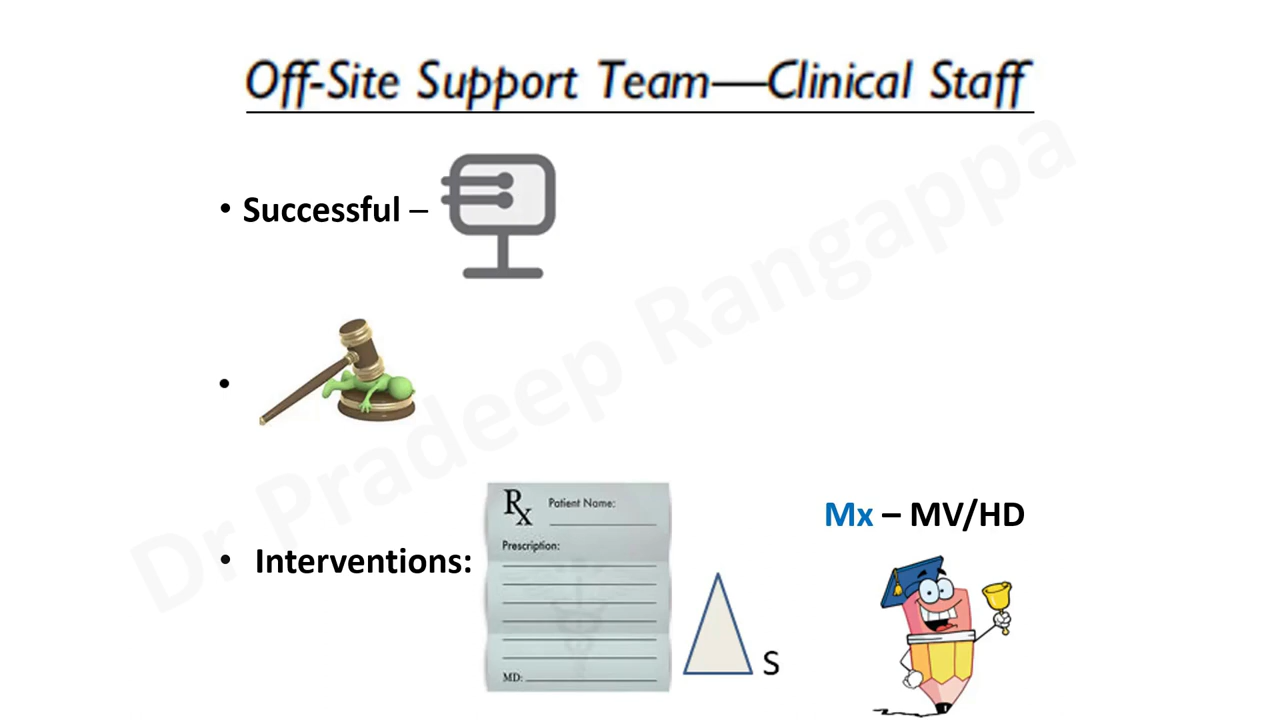 Off-Site Support Team—Clinical Staff
• Successful –
•
• Interventions:
Rx Patient Name:
Prescription:
MD:
S
Mx – MV/HD
Dr Pradeep Rangappa